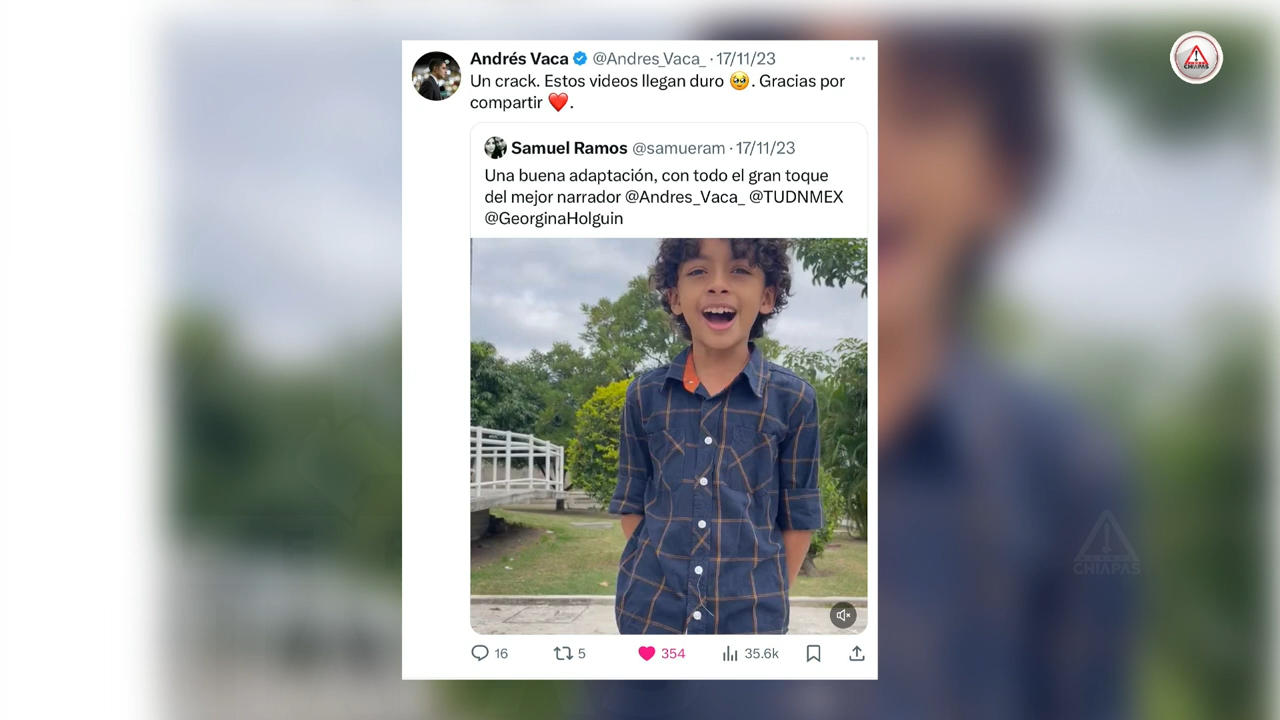 Andrés Vaca @Andres_Vaca_ · 17/11/23
Un crack. Estos videos llegan duro 🥹. Gracias por
compartir ❤️.
Samuel Ramos @samueram · 17/11/23
Una buena adaptación, con todo el gran toque
del mejor narrador @Andres_Vaca_ @TUDNMEX
@GeorginaHolguin
16 5 354 35.6k
CHIAPAS
CHIAPAS